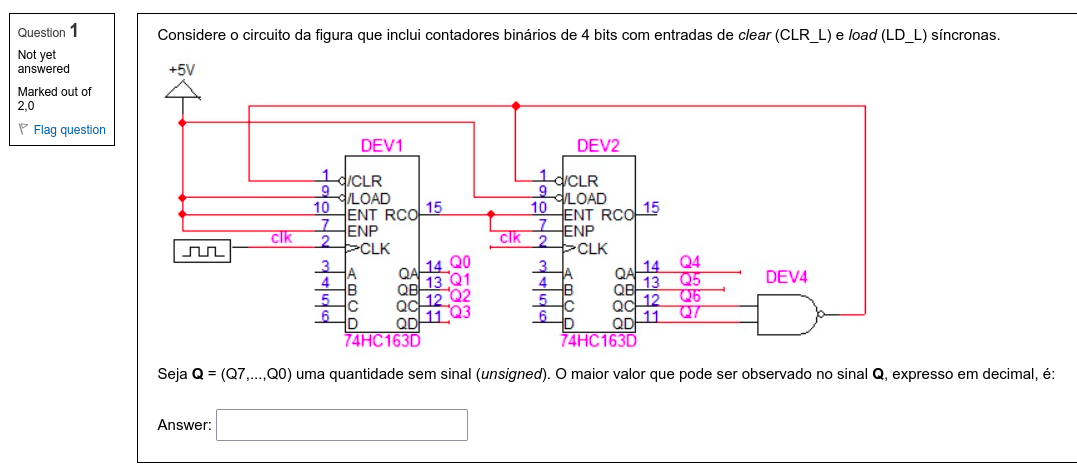 Question 1
Not yet
answered
Marked out of
2,0
Flag question
Considere o circuito da figura que inclui contadores binários de 4 bits com entradas de clear (CLR_L) e load (LD_L) síncronas.
+5V
DEV1
1 /CLR
9 /LOAD
10 ENT RCO 15
7 ENP
clk 2 CLK
3 A QA 14 Q0
4 B QB 13 Q1
5 C QC 12 Q2
6 D QD 11 Q3
74HC163D
DEV2
1 /CLR
9 /LOAD
10 ENT RCO 15
7 ENP
clk 2 CLK
3 A QA 14 Q4
4 B QB 13 Q5
5 C QC 12 Q6
6 D QD 11 Q7
74HC163D
DEV4
Seja Q = (Q7,...,Q0) uma quantidade sem sinal (unsigned). O maior valor que pode ser observado no sinal Q, expresso em decimal, é:
Answer: